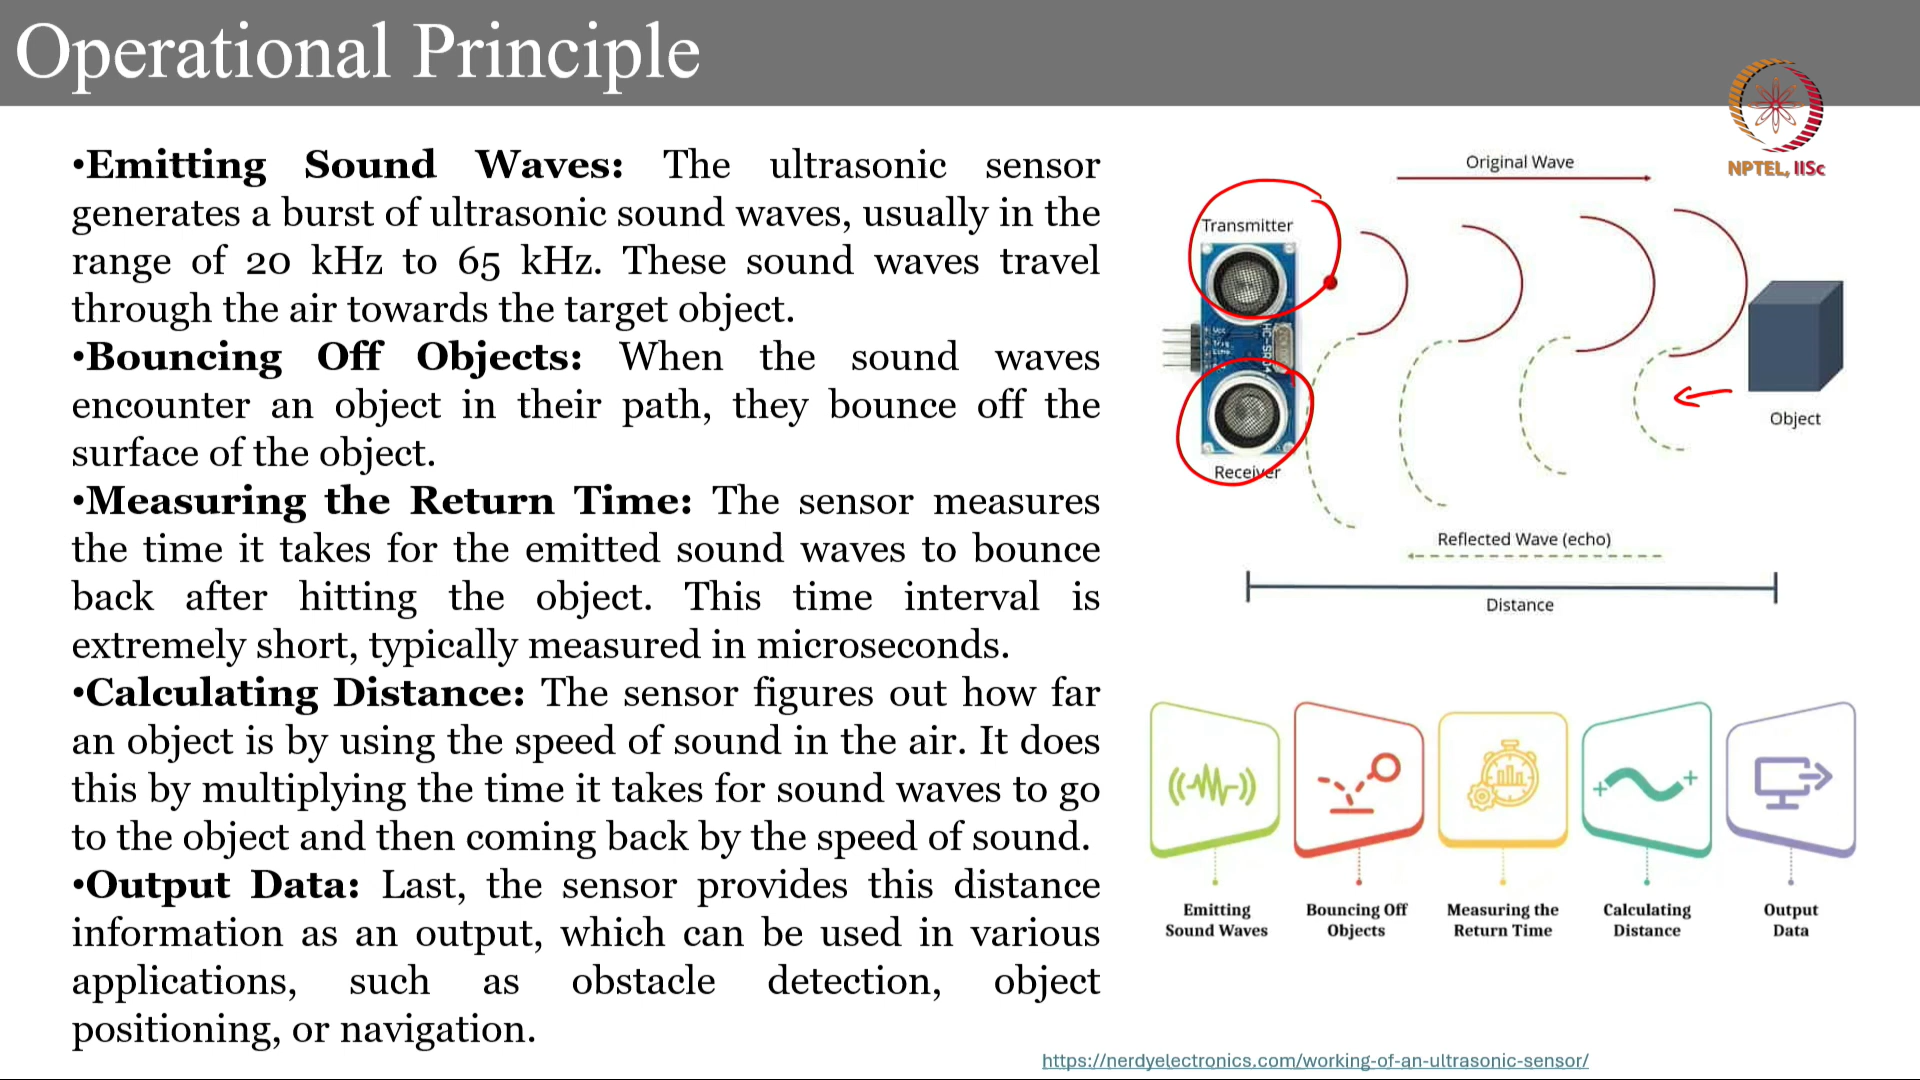 Operational Principle
•Emitting Sound Waves: The ultrasonic sensor
generates a burst of ultrasonic sound waves, usually in the
range of 20 kHz to 65 kHz. These sound waves travel
through the air towards the target object.
•Bouncing Off Objects: When the sound waves
encounter an object in their path, they bounce off the
surface of the object.
•Measuring the Return Time: The sensor measures
the time it takes for the emitted sound waves to bounce
back after hitting the object. This time interval is
extremely short, typically measured in microseconds.
•Calculating Distance: The sensor figures out how far
an object is by using the speed of sound in the air. It does
this by multiplying the time it takes for sound waves to go
to the object and then coming back by the speed of sound.
•Output Data: Last, the sensor provides this distance
information as an output, which can be used in various
applications, such as obstacle detection, object
positioning, or navigation.
NPTEL, IISc
Original Wave
Transmitter
Receiver
Object
Reflected Wave (echo)
Distance
Emitting
Sound Waves
Bouncing Off
Objects
Measuring the
Return Time
Calculating
Distance
Output
Data
https://nerdyelectronics.com/working-of-an-ultrasonic-sensor/